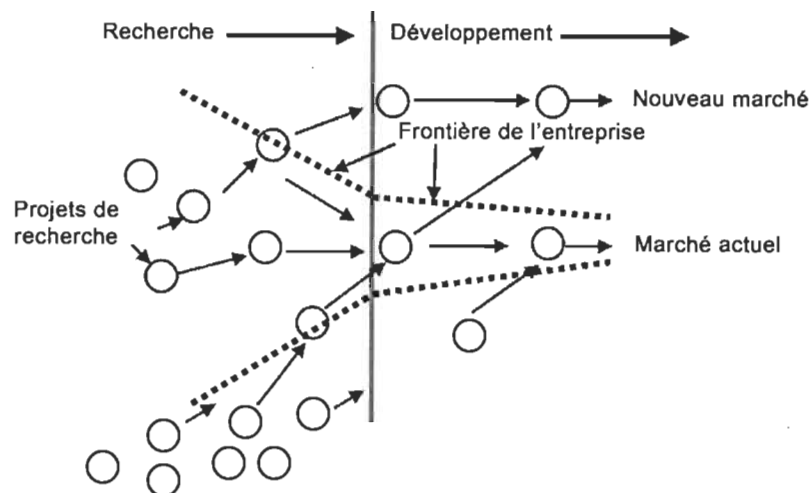 Recherche
Développement
Nouveau marché
Frontière de l'entreprise
Projets de
recherche
Marché actuel